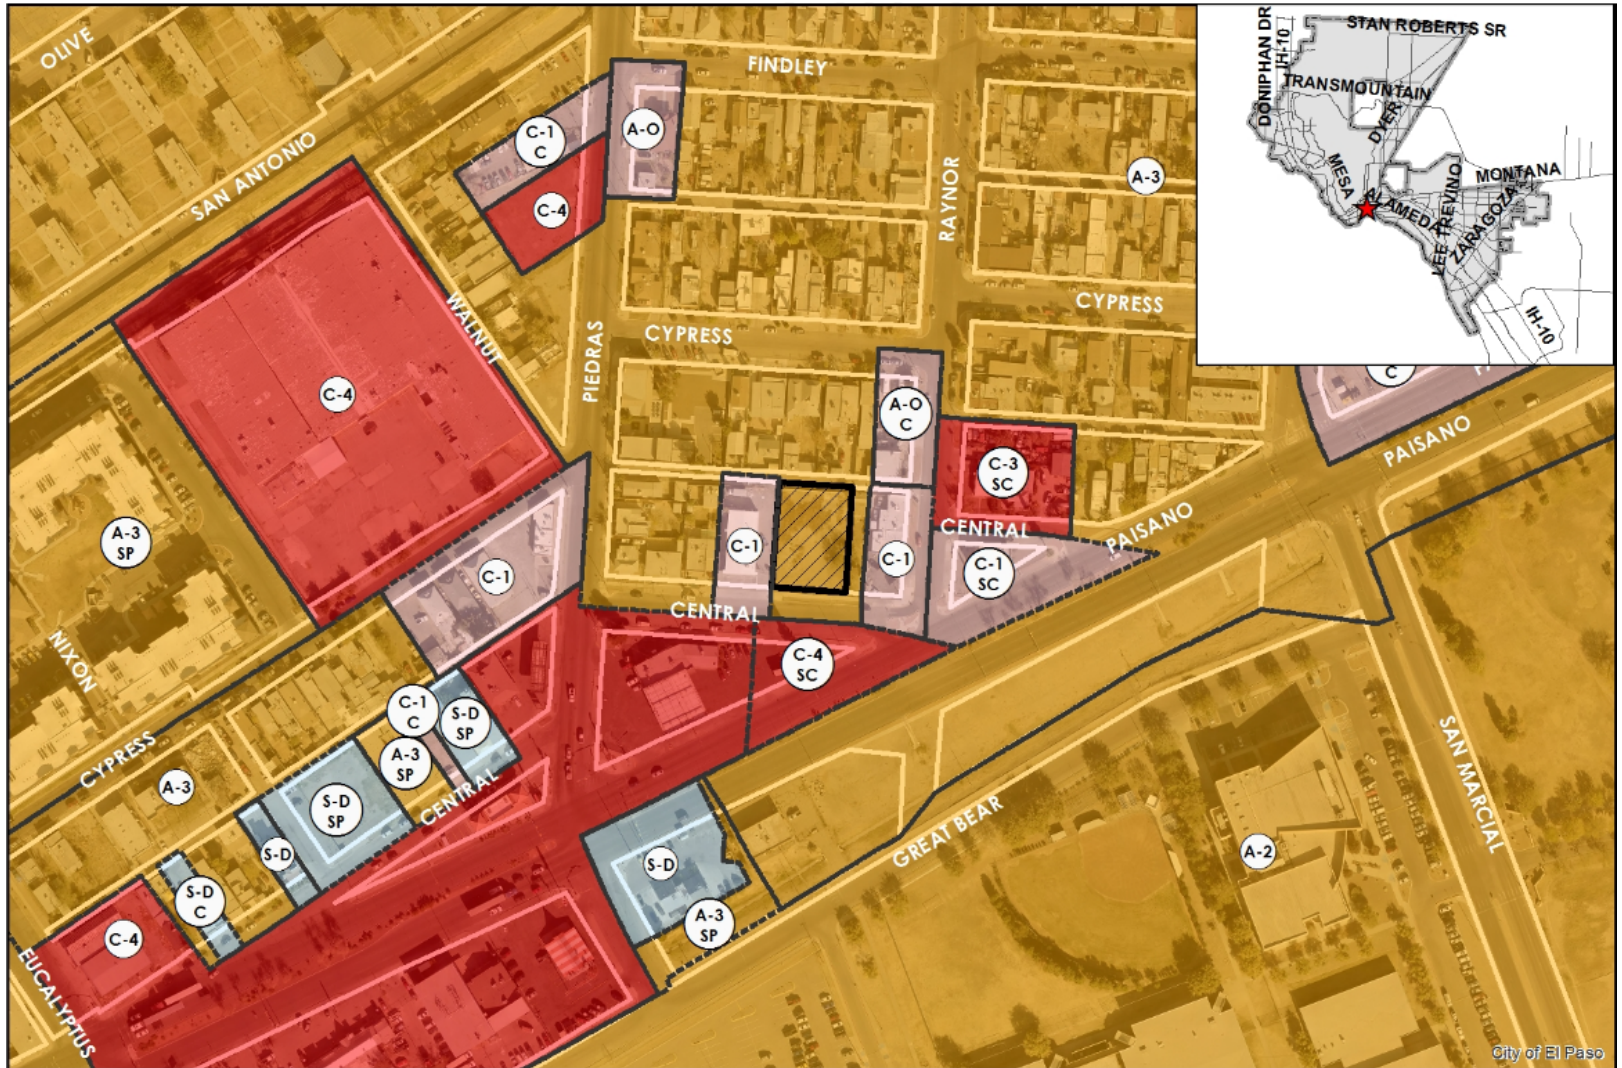 OLIVE
SAN ANTONIO
FINDLEY
A-O
C-1
C
C-4
RAYNOR
A-3
CYPRESS
CYPRESS
WALNUT
PIEDRAS
C-4
A-O
C
C-3
SC
CENTRAL
PAISANO
PAISANO
C
A-3
SP
C-1
C-1
C-1
C-1
SC
CENTRAL
C-4
SC
NIXON
CYPRESS
A-3
C-1
C
S-D
SP
A-3
SP
CENTRAL
S-D
SP
S-D
S-D
C
C-4
EUCALYPTUS
S-D
A-3
SP
GREAT BEAR
SAN MARCIAL
A-2
DONIPHAN DR
IH-10
STAN ROBERTS SR
TRANSMOUNTAIN
DYER
MESA
MONTANA
ALAMEDA
LEE TREVINO
ZARAGOZA
IH-10
City of El Paso